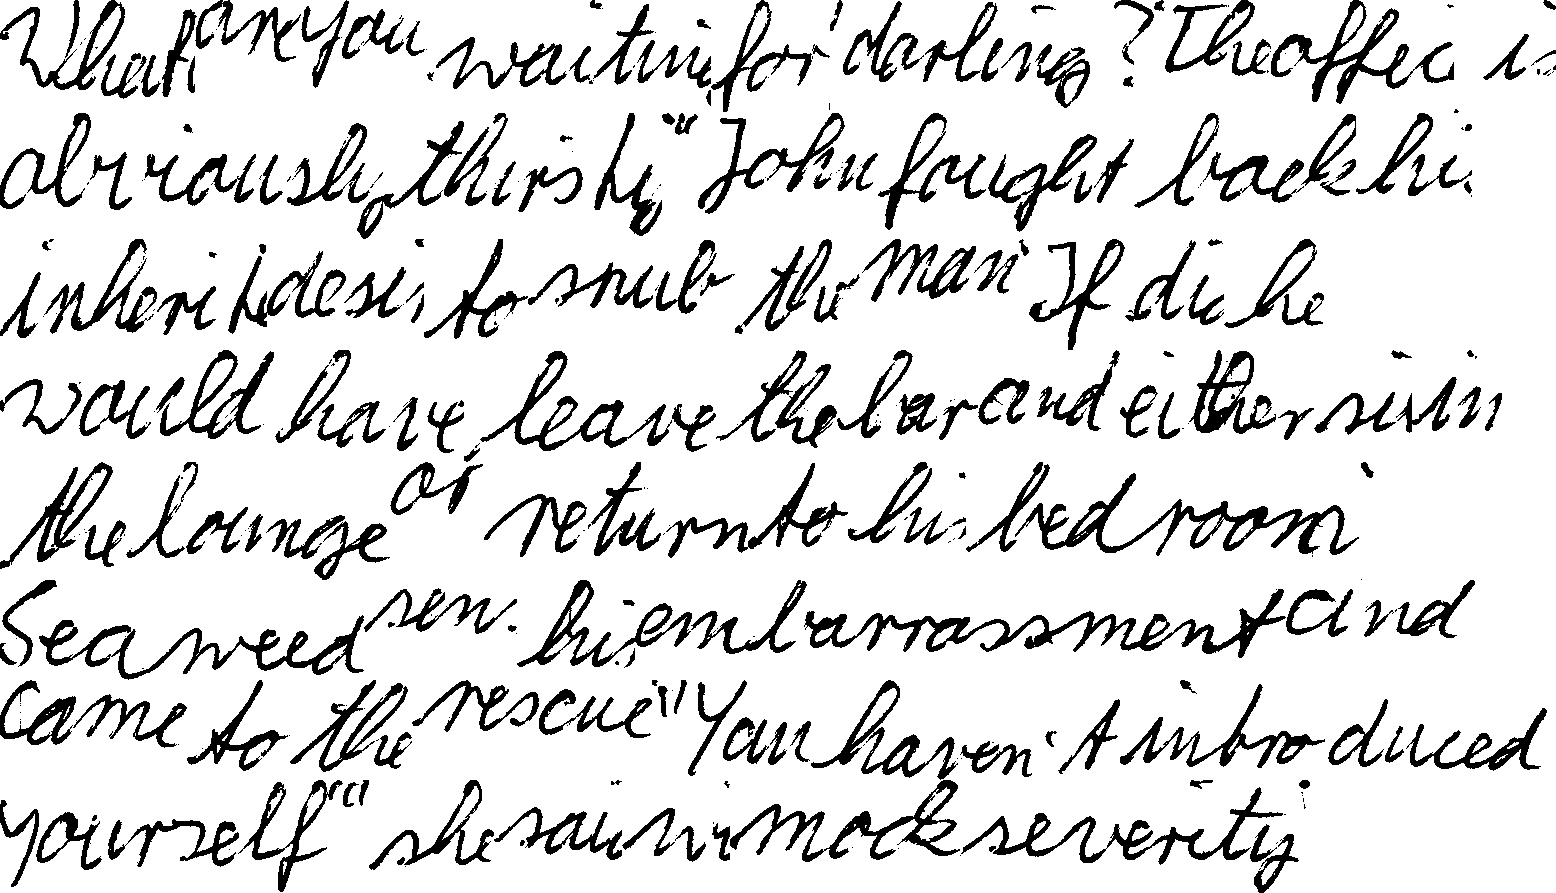 What are you waiting for darling? The officer is
obviously thirsty" John fought back his
inherited desire to snub the man. If did he
would have leave the bar and either sit in
the lounge or return to his bedroom
Seaweed sen. his embarrassment and
came to the rescue "You haven't introduced
yourself" she said in mock severity